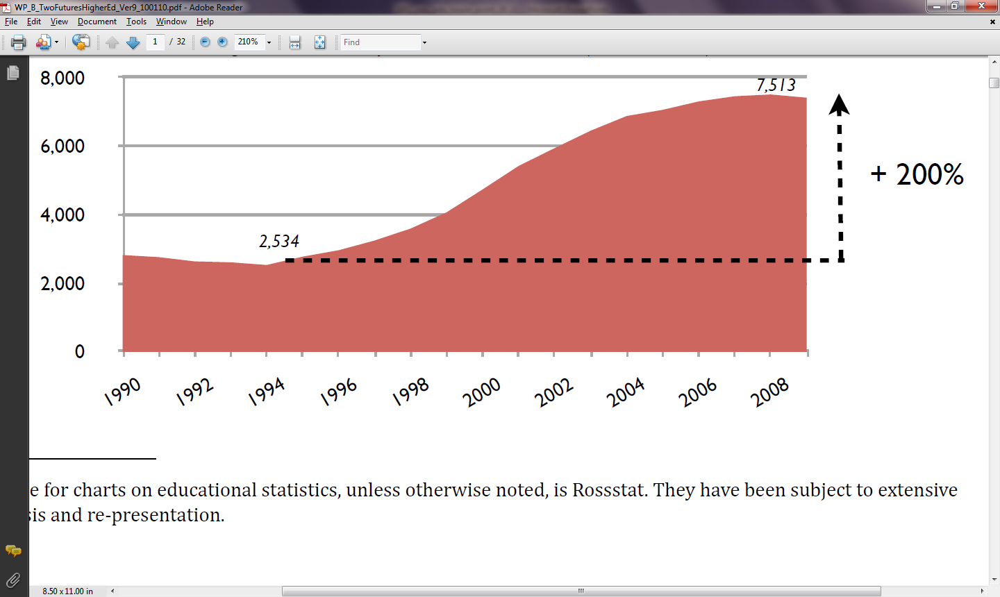 WP_B_TwoFuturesHigherEd_Ver9_100110.pdf - Adobe Reader
File Edit View Document Tools Window Help
1 / 32 210% Find
8,000
7,513
6,000
+ 200%
4,000
2,534
2,000
0
1990 1992 1994 1996 1998 2000 2002 2004 2006 2008
e for charts on educational statistics, unless otherwise noted, is Rossstat. They have been subject to extensive
sis and re-presentation.
8.50 x 11.00 in